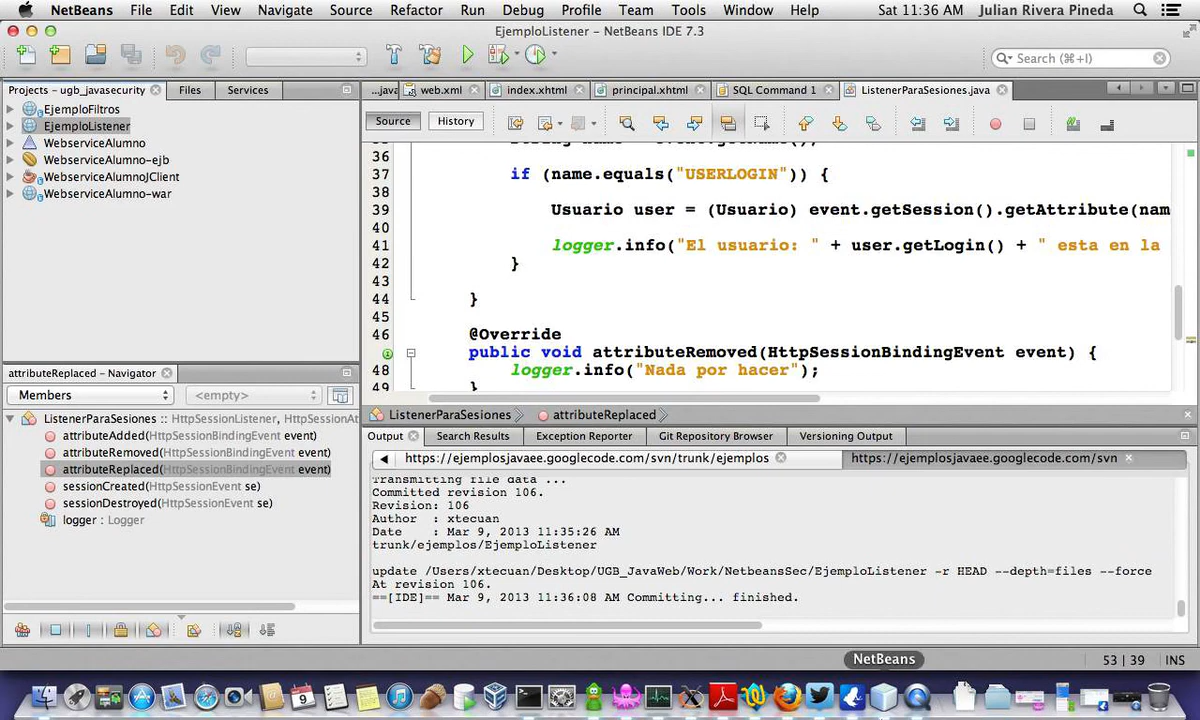 NetBeans File Edit View Navigate Source Refactor Run Debug Profile Team Tools Window Help Sat 11:36 AM Julian Rivera Pineda
EjemploListener – NetBeans IDE 7.3
Search (⌘+I)
Projects – ugb_javasecurity Files Services
...java web.xml index.xhtml principal.xhtml SQL Command 1 ListenerParaSesiones.java
EjemploFiltros
EjemploListener
WebserviceAlumno
WebserviceAlumno-ejb
WebserviceAlumnoJClient
WebserviceAlumno-war
Source History
36
37 if (name.equals("USERLOGIN")) {
38
39 Usuario user = (Usuario) event.getSession().getAttribute(nam
40
41 logger.info("El usuario: " + user.getLogin() + " esta en la
42 }
43
44 }
45
46 @Override
public void attributeRemoved(HttpSessionBindingEvent event) {
48 logger.info("Nada por hacer");
49 }
ListenerParaSesiones attributeReplaced
attributeReplaced – Navigator
Members <empty>
ListenerParaSesiones :: HttpSessionListener, HttpSessionAt
attributeAdded(HttpSessionBindingEvent event)
attributeRemoved(HttpSessionBindingEvent event)
attributeReplaced(HttpSessionBindingEvent event)
sessionCreated(HttpSessionEvent se)
sessionDestroyed(HttpSessionEvent se)
logger : Logger
Output Search Results Exception Reporter Git Repository Browser Versioning Output
https://ejemplosjavaee.googlecode.com/svn/trunk/ejemplos https://ejemplosjavaee.googlecode.com/svn
Transmitting file data ...
Committed revision 106.
Revision: 106
Author : xtecuan
Date : Mar 9, 2013 11:35:26 AM
trunk/ejemplos/EjemploListener
update /Users/xtecuan/Desktop/UGB_JavaWeb/Work/NetbeansSec/EjemploListener -r HEAD --depth=files --force
At revision 106.
==[IDE]== Mar 9, 2013 11:36:08 AM Committing... finished.
NetBeans
53 | 39 INS
9